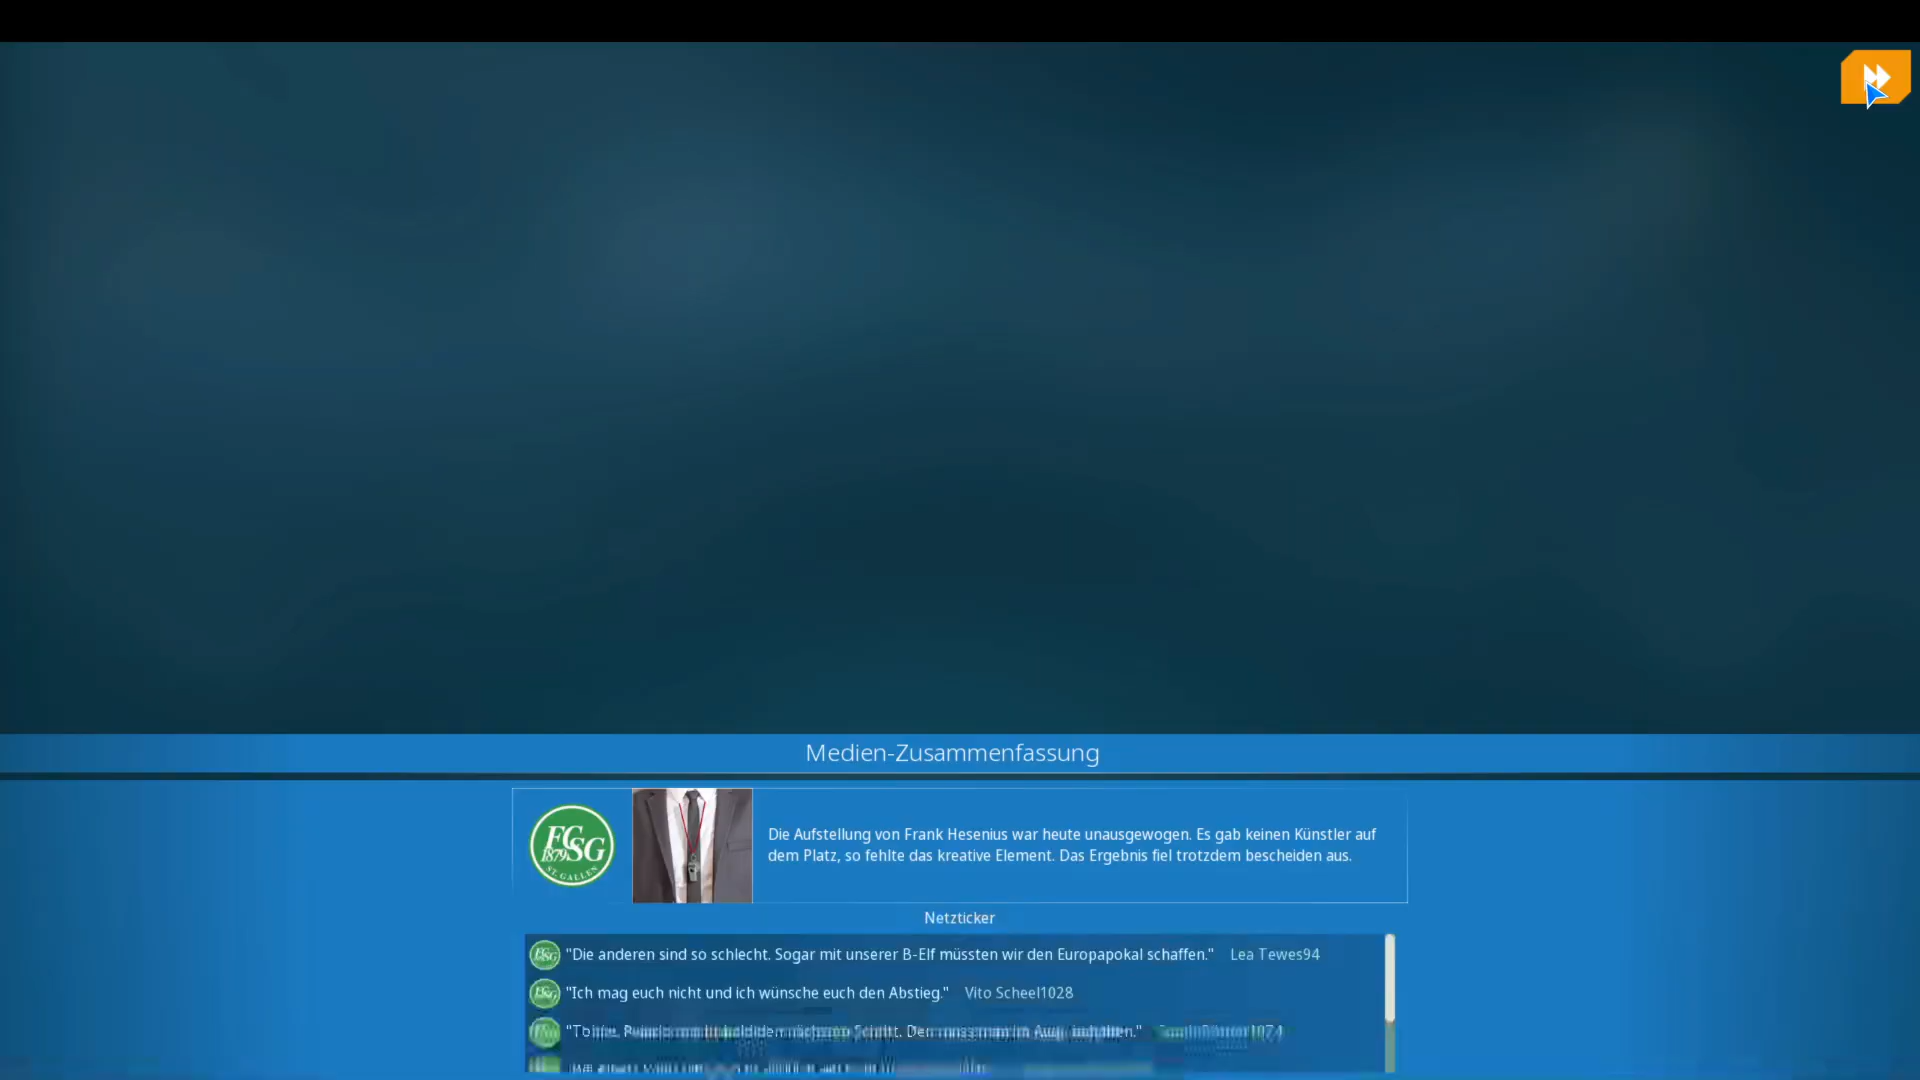 Medien-Zusammenfassung
FCSG
1879
ST. GALLEN
Die Aufstellung von Frank Hesenius war heute unausgewogen. Es gab keinen Künstler auf
dem Platz, so fehlte das kreative Element. Das Ergebnis fiel trotzdem bescheiden aus.
Netzticker
"Die anderen sind so schlecht. Sogar mit unserer B-Elf müssten wir den Europapokal schaffen." Lea Tewes94
"Ich mag euch nicht und ich wünsche euch den Abstieg." Vito Scheel1028
Schritt.